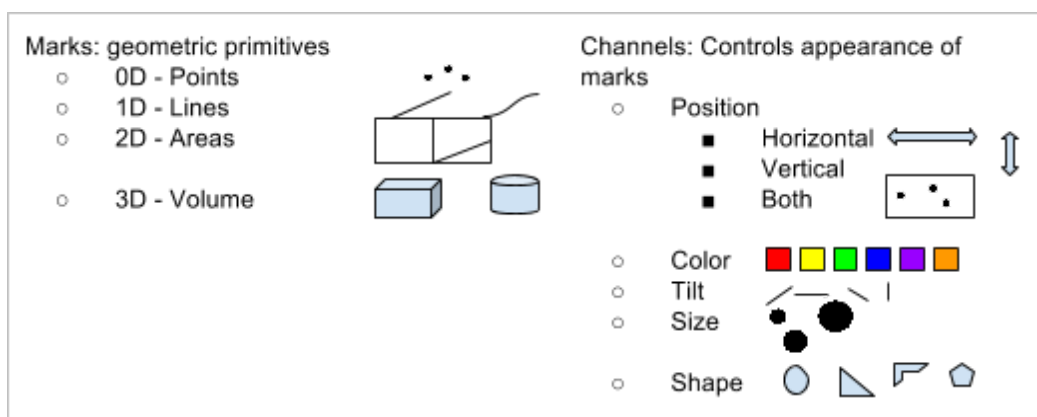 Marks: geometric primitives
○ 0D - Points
○ 1D - Lines
○ 2D - Areas
○ 3D - Volume
Channels: Controls appearance of
marks
○ Position
■ Horizontal
■ Vertical
■ Both
○ Color
○ Tilt
○ Size
○ Shape